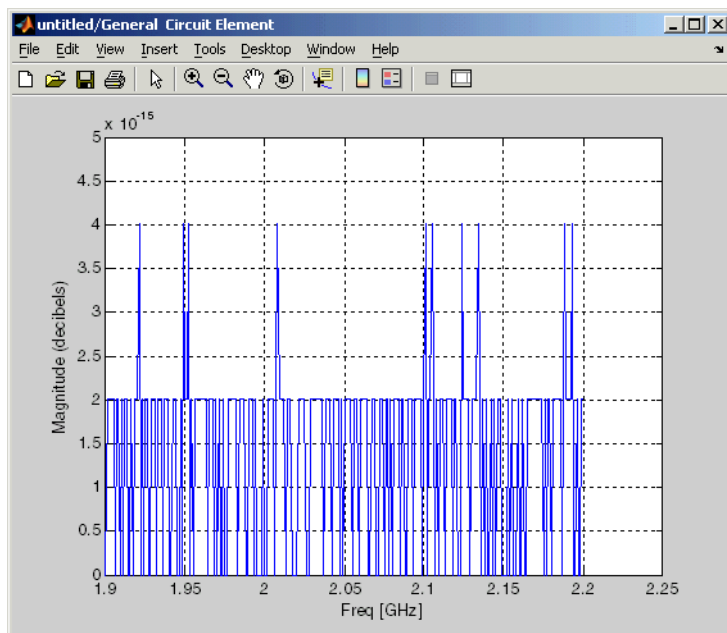 untitled/General Circuit Element
File Edit View Insert Tools Desktop Window Help
x 10^-15
5
4.5
4
3.5
3
2.5
2
1.5
1
0.5
0
Magnitude (decibels)
1.9 1.95 2 2.05 2.1 2.15 2.2 2.25
Freq [GHz]